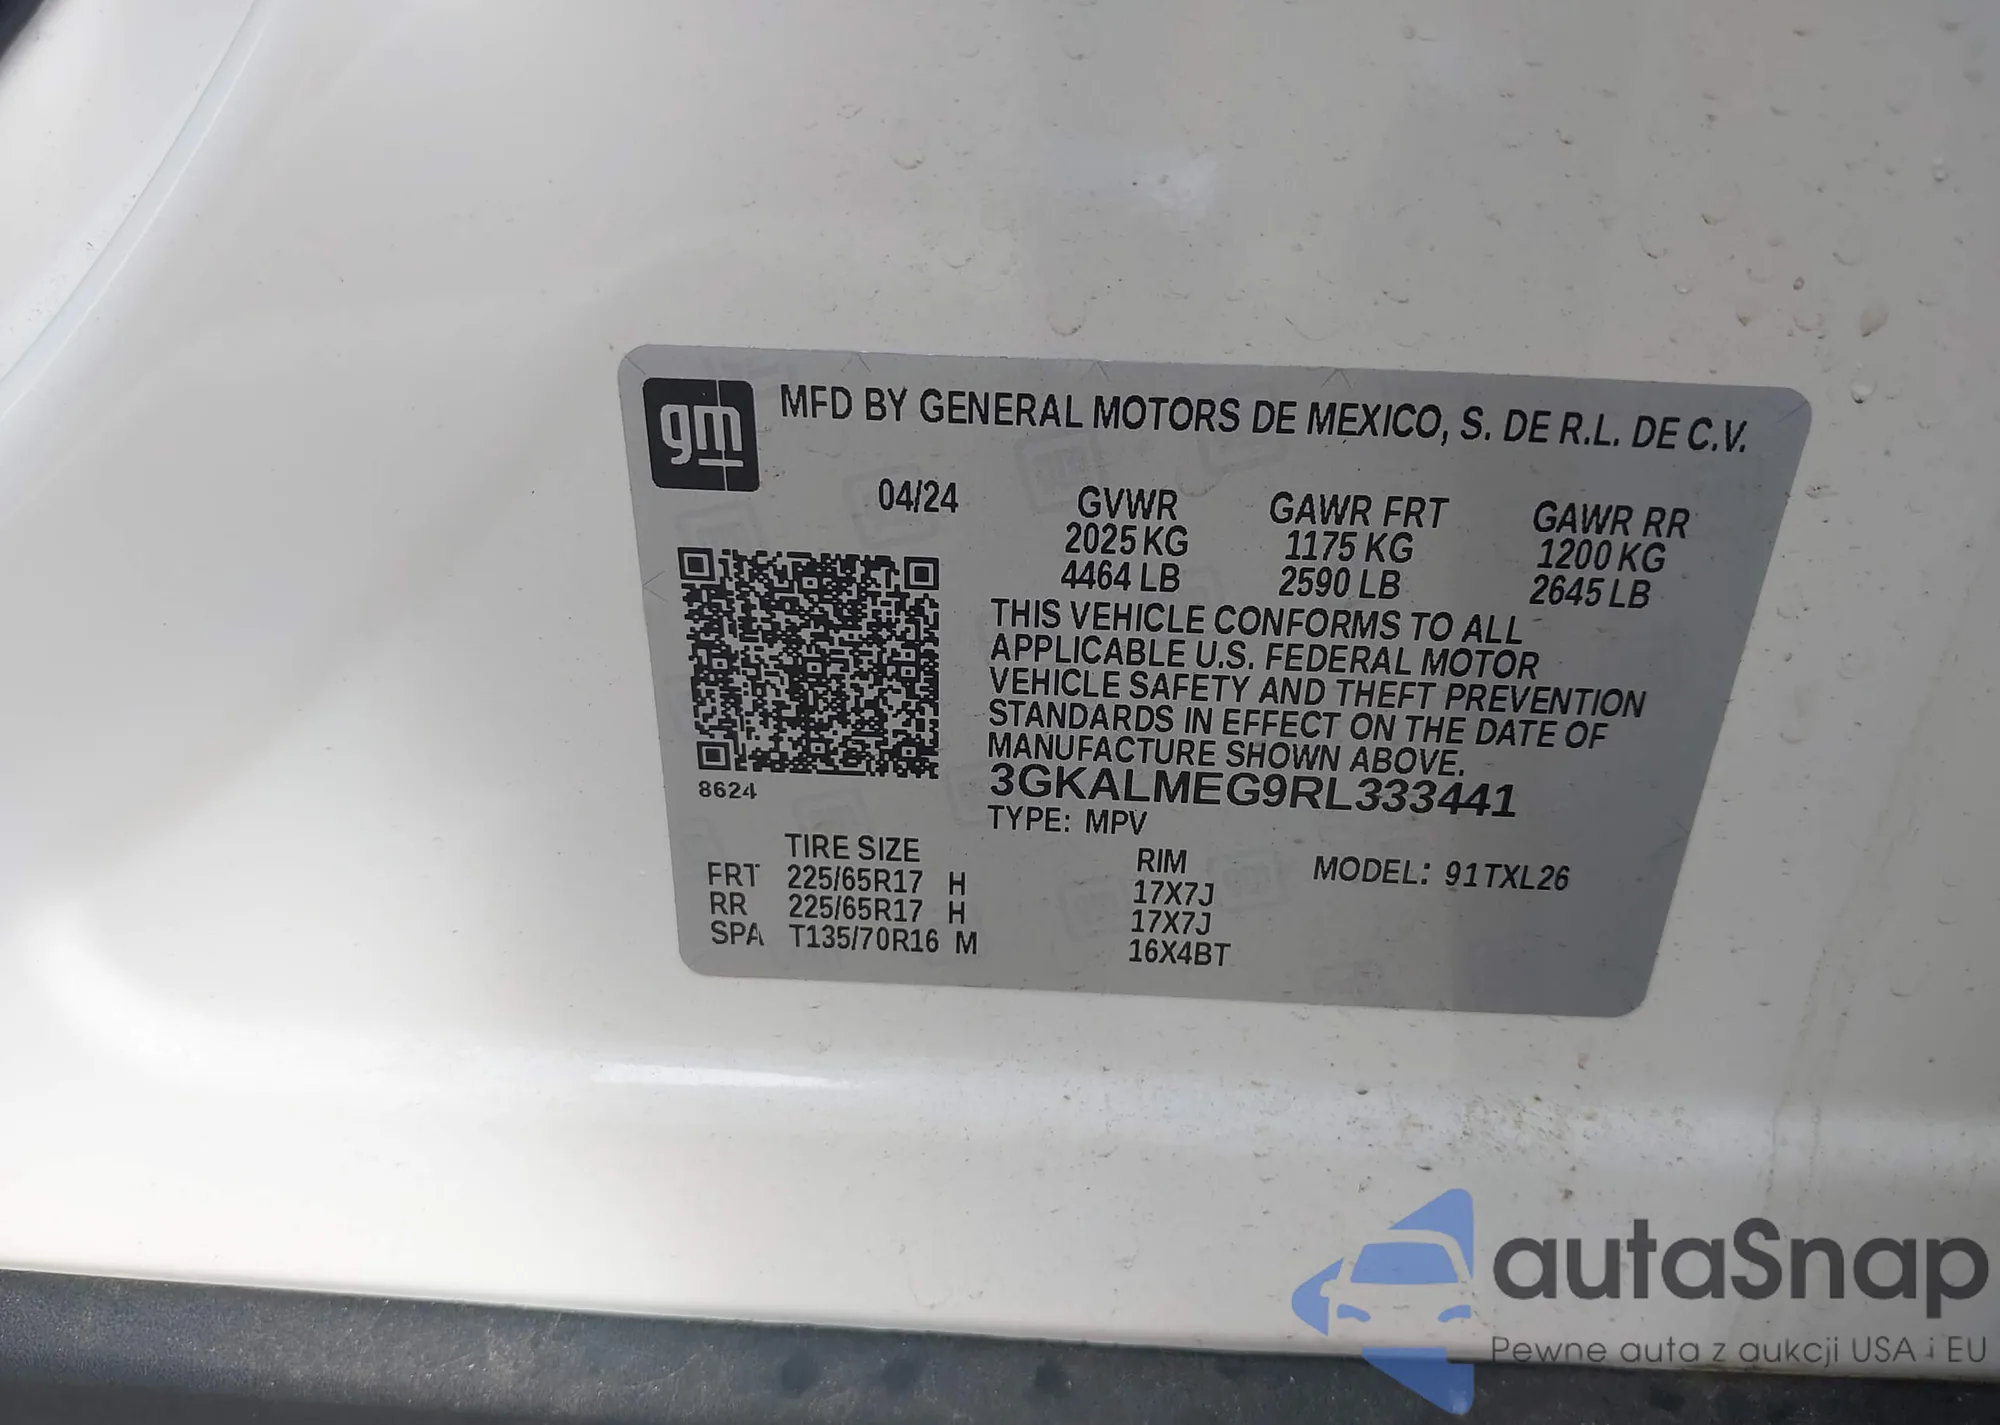 gm MFD BY GENERAL MOTORS DE MEXICO, S. DE R.L. DE C.V.
04/24 GVWR GAWR FRT GAWR RR
2025 KG 1175 KG 1200 KG
4464 LB 2590 LB 2645 LB
THIS VEHICLE CONFORMS TO ALL
APPLICABLE U.S. FEDERAL MOTOR
VEHICLE SAFETY AND THEFT PREVENTION
STANDARDS IN EFFECT ON THE DATE OF
MANUFACTURE SHOWN ABOVE.
8624 3GKALMEG9RL333441
TYPE: MPV
TIRE SIZE RIM MODEL: 91TXL26
FRT 225/65R17 H 17X7J
RR 225/65R17 H 17X7J
SPA T135/70R16 M 16X4BT
autaSnap
Pewne auta z aukcji USA i EU